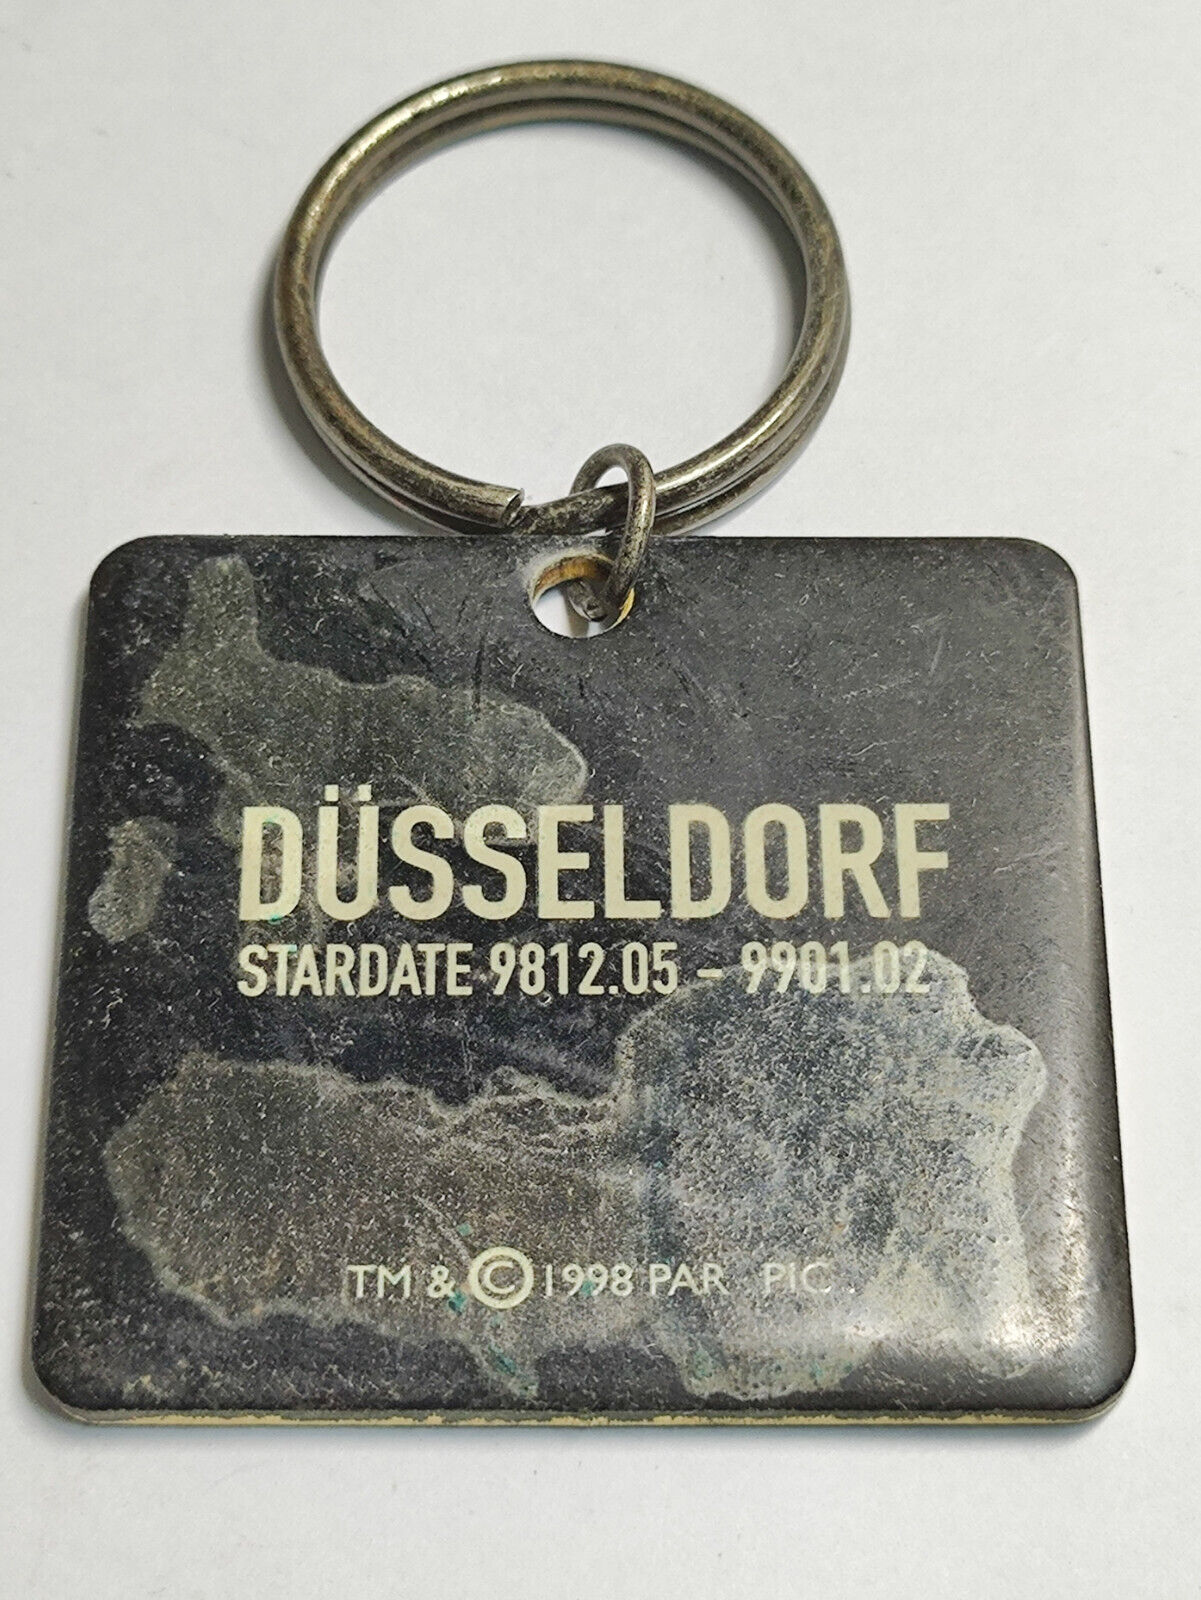 DÜSSELDORF
STARDATE 9812.05 – 9901.02
TM & © 1998 PAR PIC